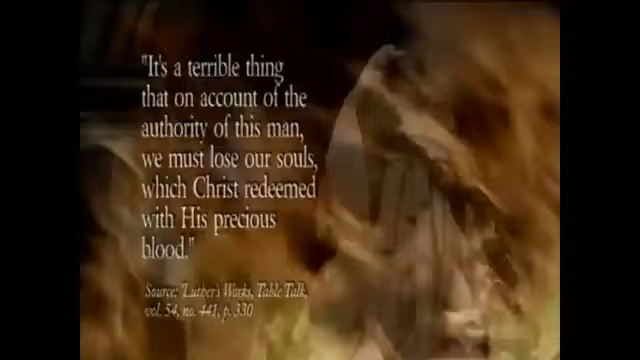 "It's a terrible thing
that on account of the
authority of this man,
we must lose our souls,
which Christ redeemed
with His precious
blood."
Source: "Luther's Works, Table Talk,
vol. 54, no. 441, p. 330